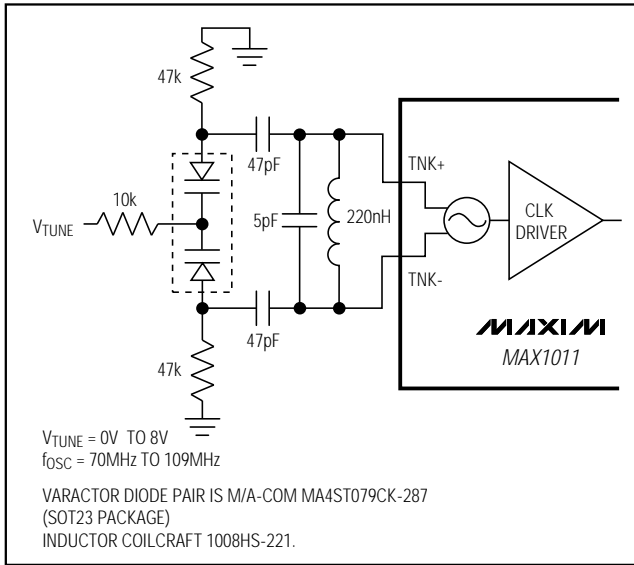 47k
47pF
TNK+
10k
VTUNE
5pF
220nH
CLK
DRIVER
TNK-
47pF
47k
MAXIM
MAX1011
VTUNE = 0V TO 8V
fOSC = 70MHz TO 109MHz
VARACTOR DIODE PAIR IS M/A-COM MA4ST079CK-287
(SOT23 PACKAGE)
INDUCTOR COILCRAFT 1008HS-221.